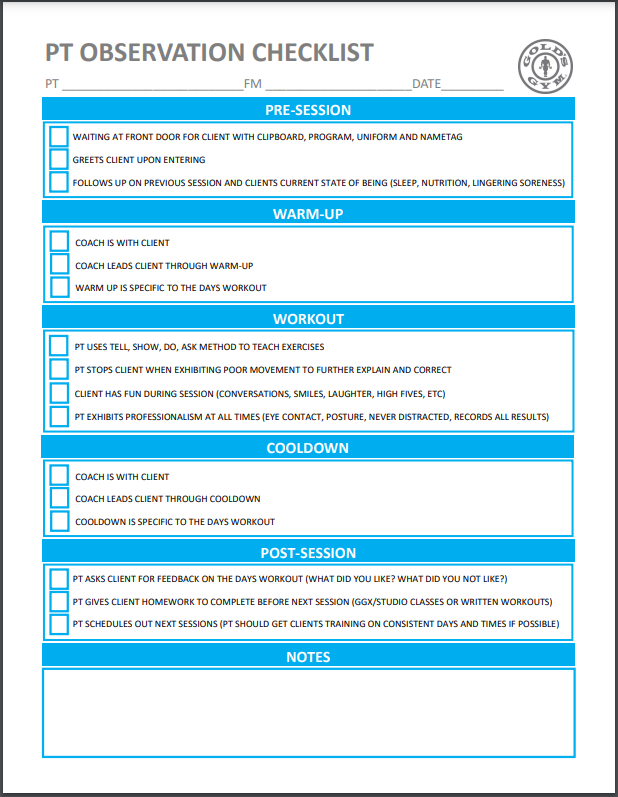 PT OBSERVATION CHECKLIST
GOLD'S GYM
PT ____________________________FM _______________________DATE__________
PRE-SESSION
WAITING AT FRONT DOOR FOR CLIENT WITH CLIPBOARD, PROGRAM, UNIFORM AND NAMETAG
GREETS CLIENT UPON ENTERING
FOLLOWS UP ON PREVIOUS SESSION AND CLIENTS CURRENT STATE OF BEING (SLEEP, NUTRITION, LINGERING SORENESS)
WARM-UP
COACH IS WITH CLIENT
COACH LEADS CLIENT THROUGH WARM-UP
WARM UP IS SPECIFIC TO THE DAYS WORKOUT
WORKOUT
PT USES TELL, SHOW, DO, ASK METHOD TO TEACH EXERCISES
PT STOPS CLIENT WHEN EXHIBITING POOR MOVEMENT TO FURTHER EXPLAIN AND CORRECT
CLIENT HAS FUN DURING SESSION (CONVERSATIONS, SMILES, LAUGHTER, HIGH FIVES, ETC)
PT EXHIBITS PROFESSIONALISM AT ALL TIMES (EYE CONTACT, POSTURE, NEVER DISTRACTED, RECORDS ALL RESULTS)
COOLDOWN
COACH IS WITH CLIENT
COACH LEADS CLIENT THROUGH COOLDOWN
COOLDOWN IS SPECIFIC TO THE DAYS WORKOUT
POST-SESSION
PT ASKS CLIENT FOR FEEDBACK ON THE DAYS WORKOUT (WHAT DID YOU LIKE? WHAT DID YOU NOT LIKE?)
PT GIVES CLIENT HOMEWORK TO COMPLETE BEFORE NEXT SESSION (GGX/STUDIO CLASSES OR WRITTEN WORKOUTS)
PT SCHEDULES OUT NEXT SESSIONS (PT SHOULD GET CLIENTS TRAINING ON CONSISTENT DAYS AND TIMES IF POSSIBLE)
NOTES